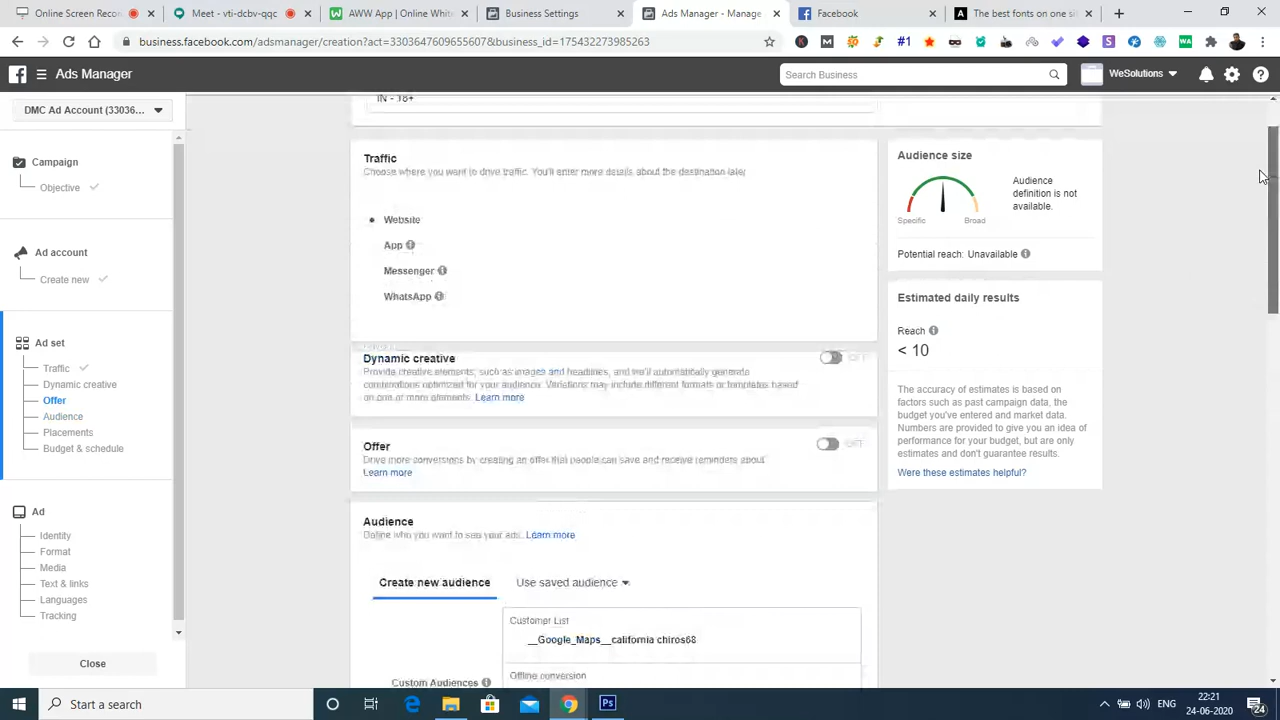 Online Screen Recor
Meet - vti-dcbv-qqc
AWW App | Online Whit
Business Settings
Ads Manager - Manage
Facebook
The best fonts on one si
business.facebook.com/adsmanager/creation?act=3303647609655607&business_id=175432273985263
#1
Ads Manager
Search Business
WeSolutions
DMC Ad Account (33036...
Campaign
Objective
Ad account
Create new
Ad set
Traffic
Dynamic creative
Offer
Audience
Placements
Budget & schedule
Ad
Identity
Format
Media
Text & links
Languages
Tracking
Close
IN - 18+
Traffic
Choose where you want to drive traffic. You'll enter more details about the destination later
Website
App
Messenger
WhatsApp
Dynamic creative
OFF
Provide creative elements, such as images and headlines, and we'll automatically generate
combinations optimized for your audience. Variations may include different formats or templates based
on one or more elements. Learn more
Offer
OFF
Drive more conversions by creating an offer that people can save and receive reminders about
Learn more
Audience
Define who you want to see your ads. Learn more
Create new audience
Use saved audience
Customer List
__Google_Maps__california chiros68
Custom Audiences
Offline conversion
Audience size
Audience
definition is not
available.
Specific
Broad
Potential reach: Unavailable
Estimated daily results
Reach
< 10
The accuracy of estimates is based on
factors such as past campaign data, the
budget you've entered and market data.
Numbers are provided to give you an idea of
performance for your budget, but are only
estimates and don't guarantee results.
Were these estimates helpful?
Start a search
Ps
ENG
22:21
24-06-2020
24